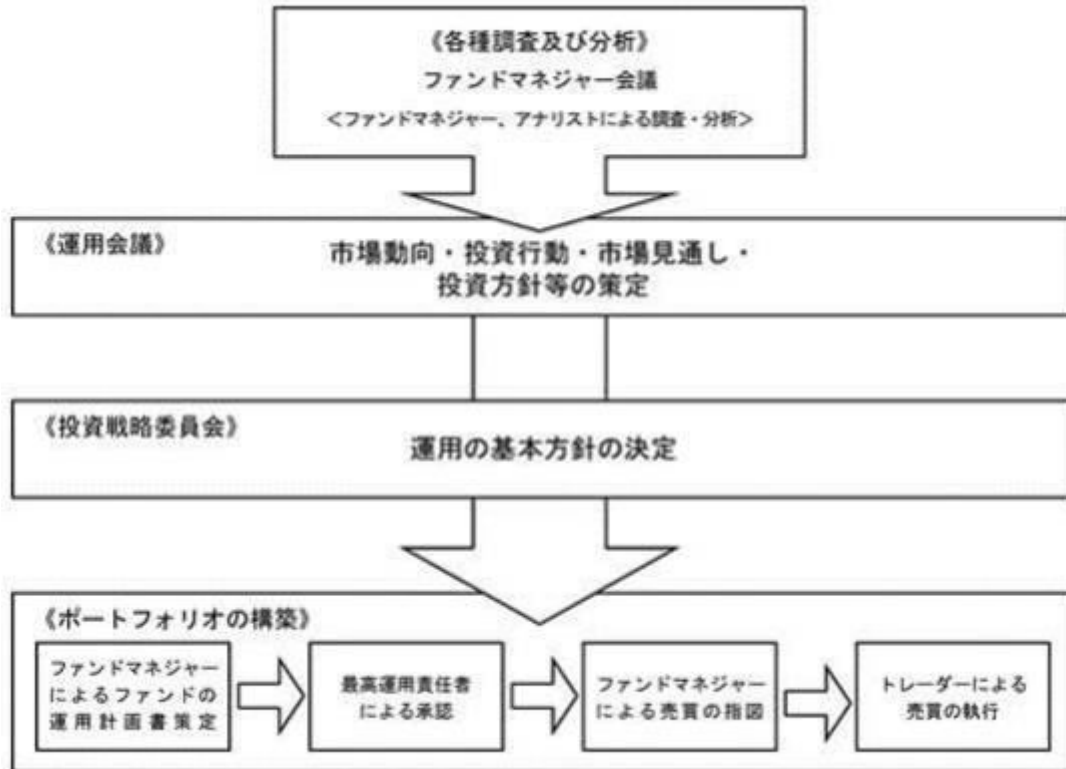 《各種調査及び分析》
ファンドマネジャー会議
<ファンドマネジャー、アナリストによる調査・分析>
《運用会議》
市場動向・投資行動・市場見通し・
投資方針等の策定
《投資戦略委員会》
運用の基本方針の決定
《ポートフォリオの構築》
ファンドマネジャー
によるファンドの
運用計画書策定
最高運用責任者
による承認
ファンドマネジャー
による売買の指図
トレーダーによる
売買の執行